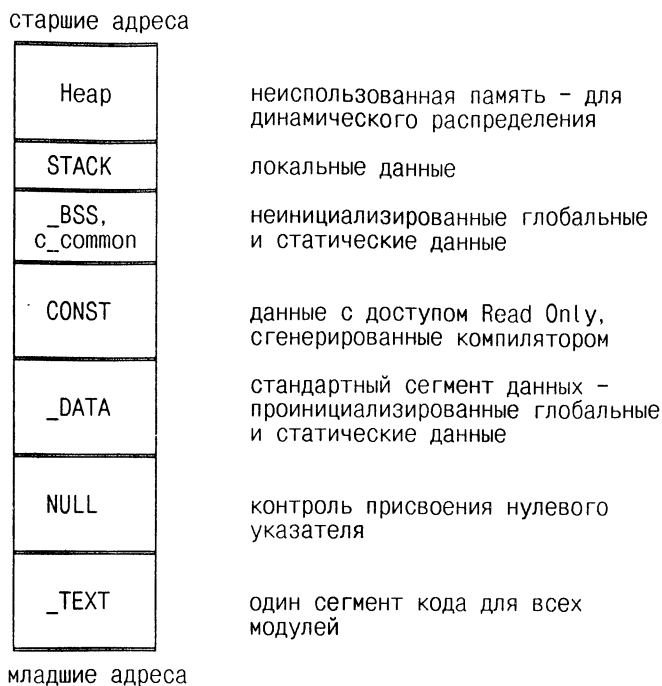 старшие адреса
Heap
неиспользованная память - для
динамического распределения
STACK
локальные данные
_BSS,
c_common
неинициализированные глобальные
и статические данные
CONST
данные с доступом Read Only,
сгенерированные компилятором
_DATA
стандартный сегмент данных -
проинициализированные глобальные
и статические данные
NULL
контроль присвоения нулевого
указателя
_TEXT
один сегмент кода для всех
модулей
младшие адреса